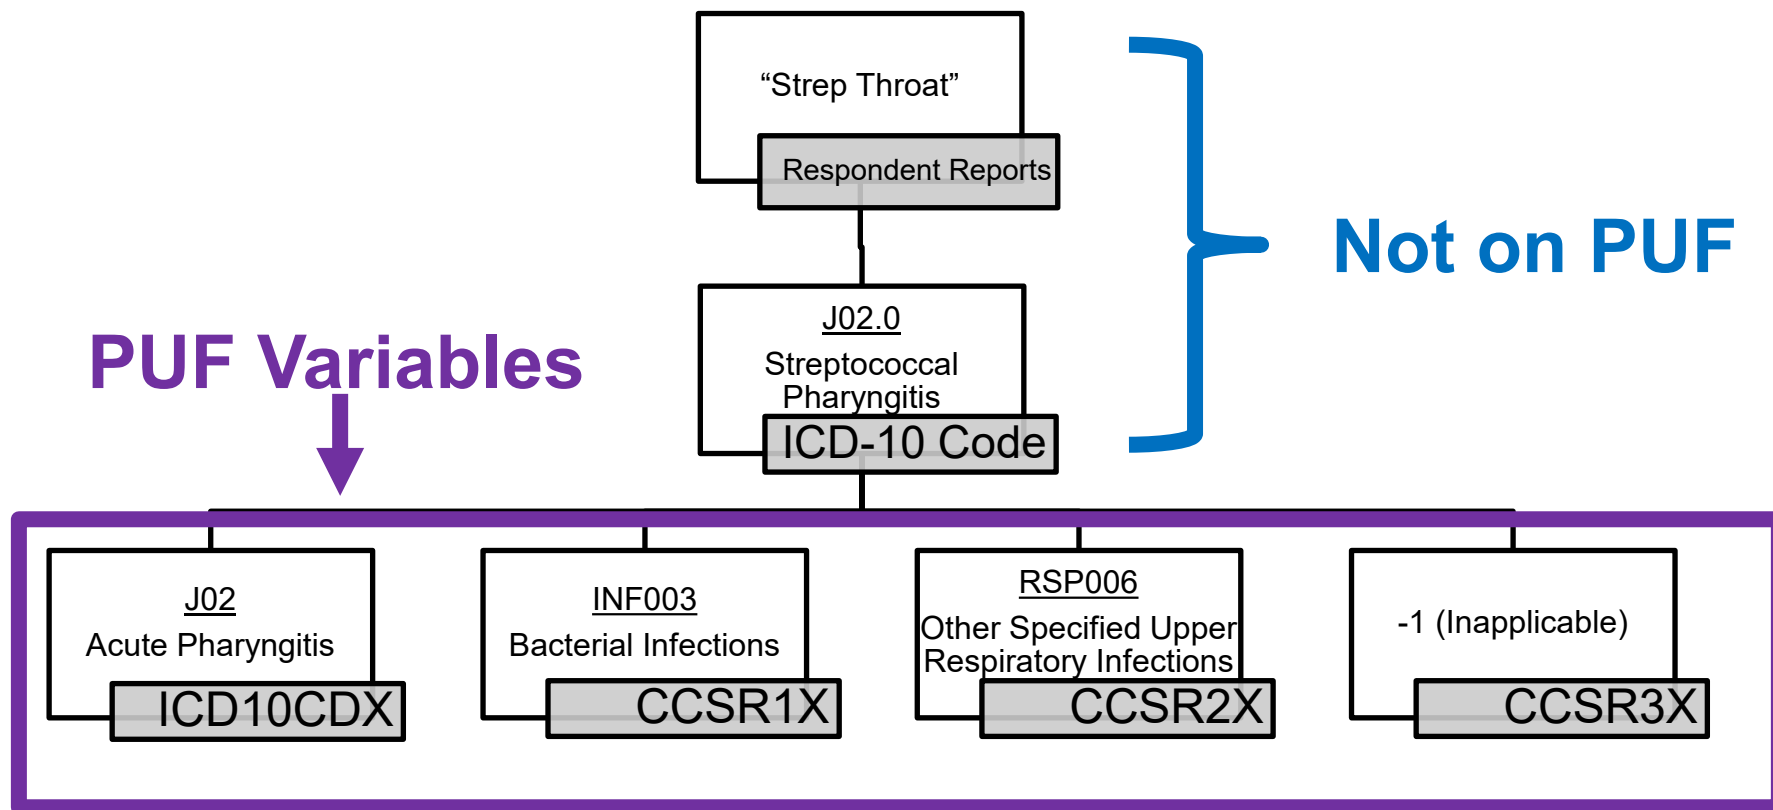 “Strep Throat”
Respondent Reports
Not on PUF
J02.0
Streptococcal
Pharyngitis
ICD-10 Code
PUF Variables
J02
Acute Pharyngitis
ICD10CDX
INF003
Bacterial Infections
CCSR1X
RSP006
Other Specified Upper
Respiratory Infections
CCSR2X
-1 (Inapplicable)
CCSR3X